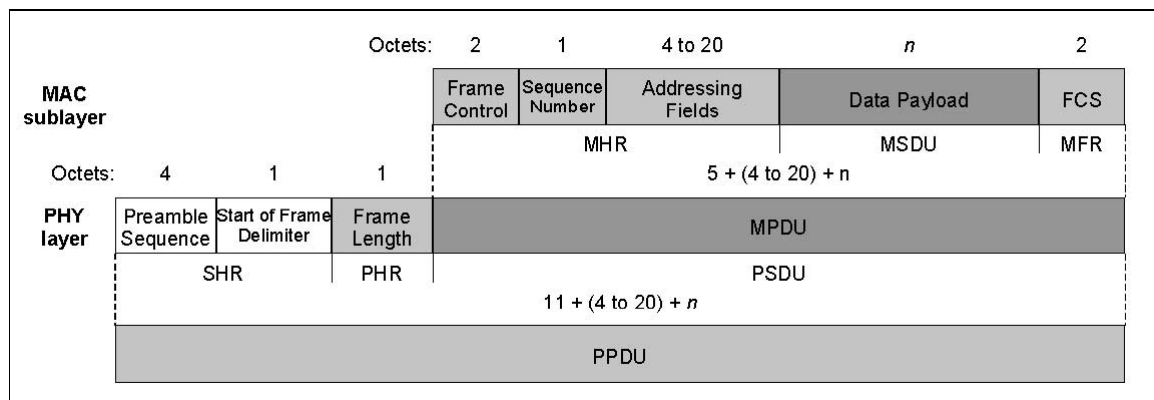 Octets: 2 1 4 to 20 n 2
MAC sublayer
Frame Control
Sequence Number
Addressing Fields
Data Payload
FCS
MHR MSDU MFR
Octets: 4 1 1 5 + (4 to 20) + n
PHY layer
Preamble Sequence
Start of Frame Delimiter
Frame Length
MPDU
SHR PHR PSDU
11 + (4 to 20) + n
PPDU